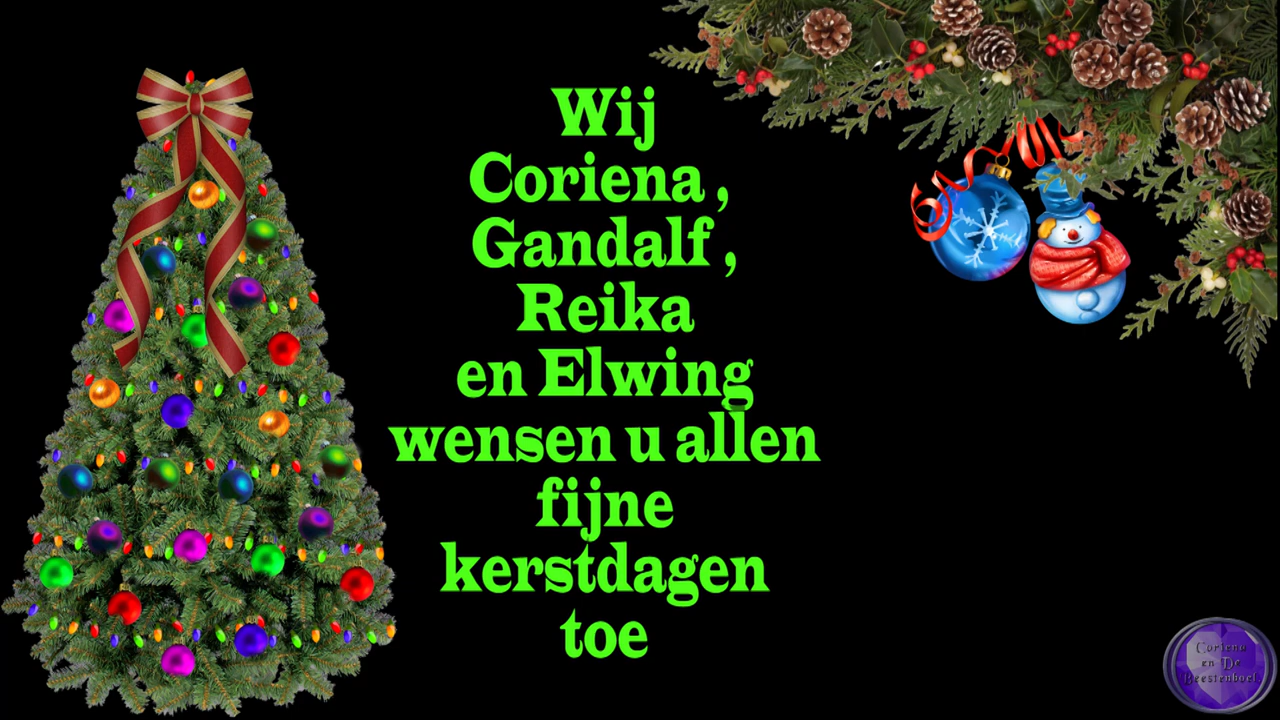 Wij
Coriena ,
Gandalf ,
Reika
en Elwing
wensen u allen
fijne
kerstdagen
toe
Coriena
en De
Beestenboel